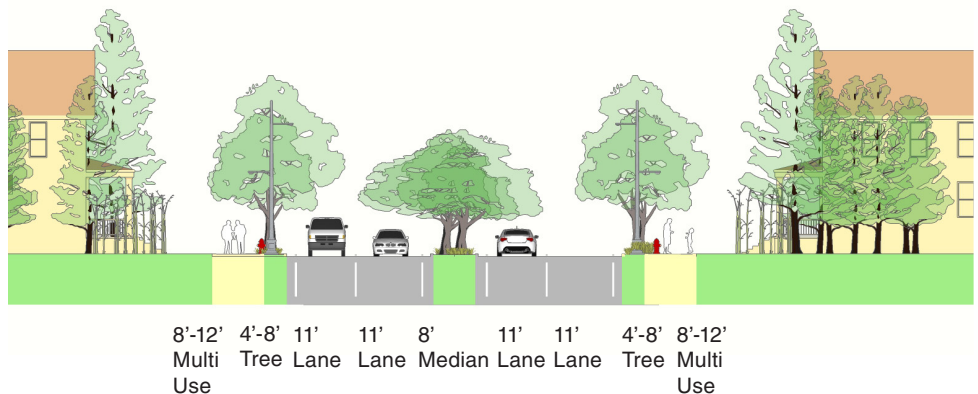 8’-12’ 4’-8’ 11’ 11’ 8’ 11’ 11’ 4’-8’ 8’-12’
Multi Tree Lane Lane Median Lane Lane Tree Multi
Use Use